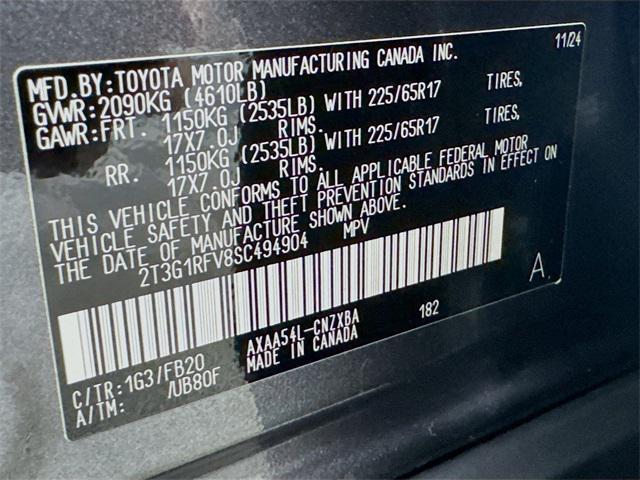 MFD. BY: TOYOTA MOTOR MANUFACTURING CANADA INC. 11/24
GVWR: 2090KG (4610LB)
GAWR: FRT. 1150KG (2535LB) WITH 225/65R17 TIRES,
17X7.0J RIMS.
RR. 1150KG (2535LB) WITH 225/65R17 TIRES,
17X7.0J RIMS.
THIS VEHICLE CONFORMS TO ALL APPLICABLE FEDERAL MOTOR
VEHICLE SAFETY AND THEFT PREVENTION STANDARDS IN EFFECT ON
THE DATE OF MANUFACTURE SHOWN ABOVE.
2T3G1RFV8SC494904 MPV
A.
AXAA54L-CNZXBA 182
MADE IN CANADA
C/TR: 1G3/FB20
A/TM: /UB80F